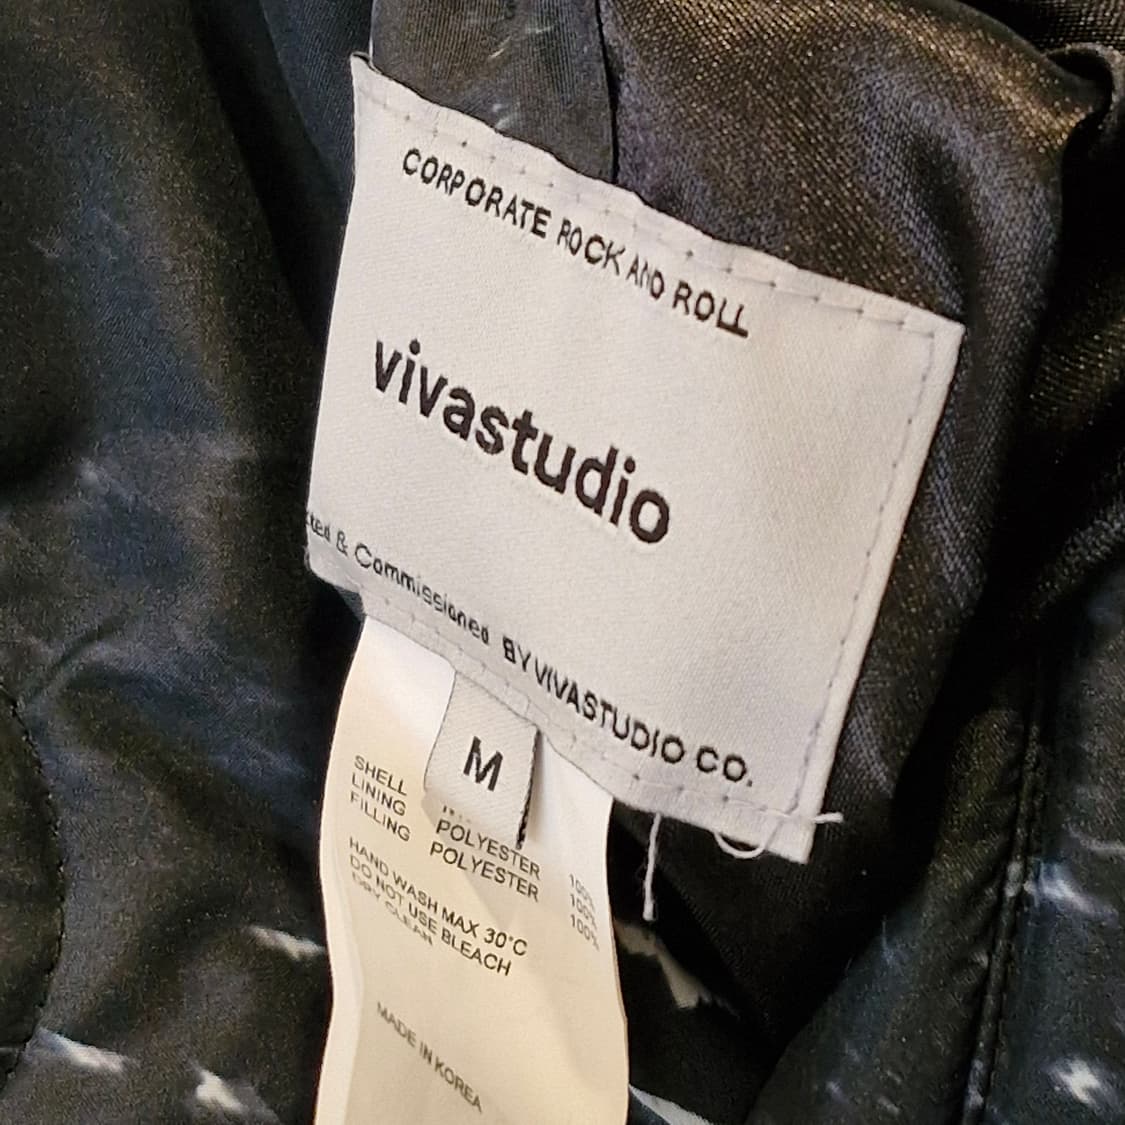 CORPORATE ROCK AND ROLL
vivastudio
& Commissioned BY VIVASTUDIO CO.
M
SHELL 100%
LINING POLYESTER 100%
FILLING POLYESTER 100%
HAND WASH MAX 30°C
DO NOT USE BLEACH
DRY CLEAN
MADE IN KOREA